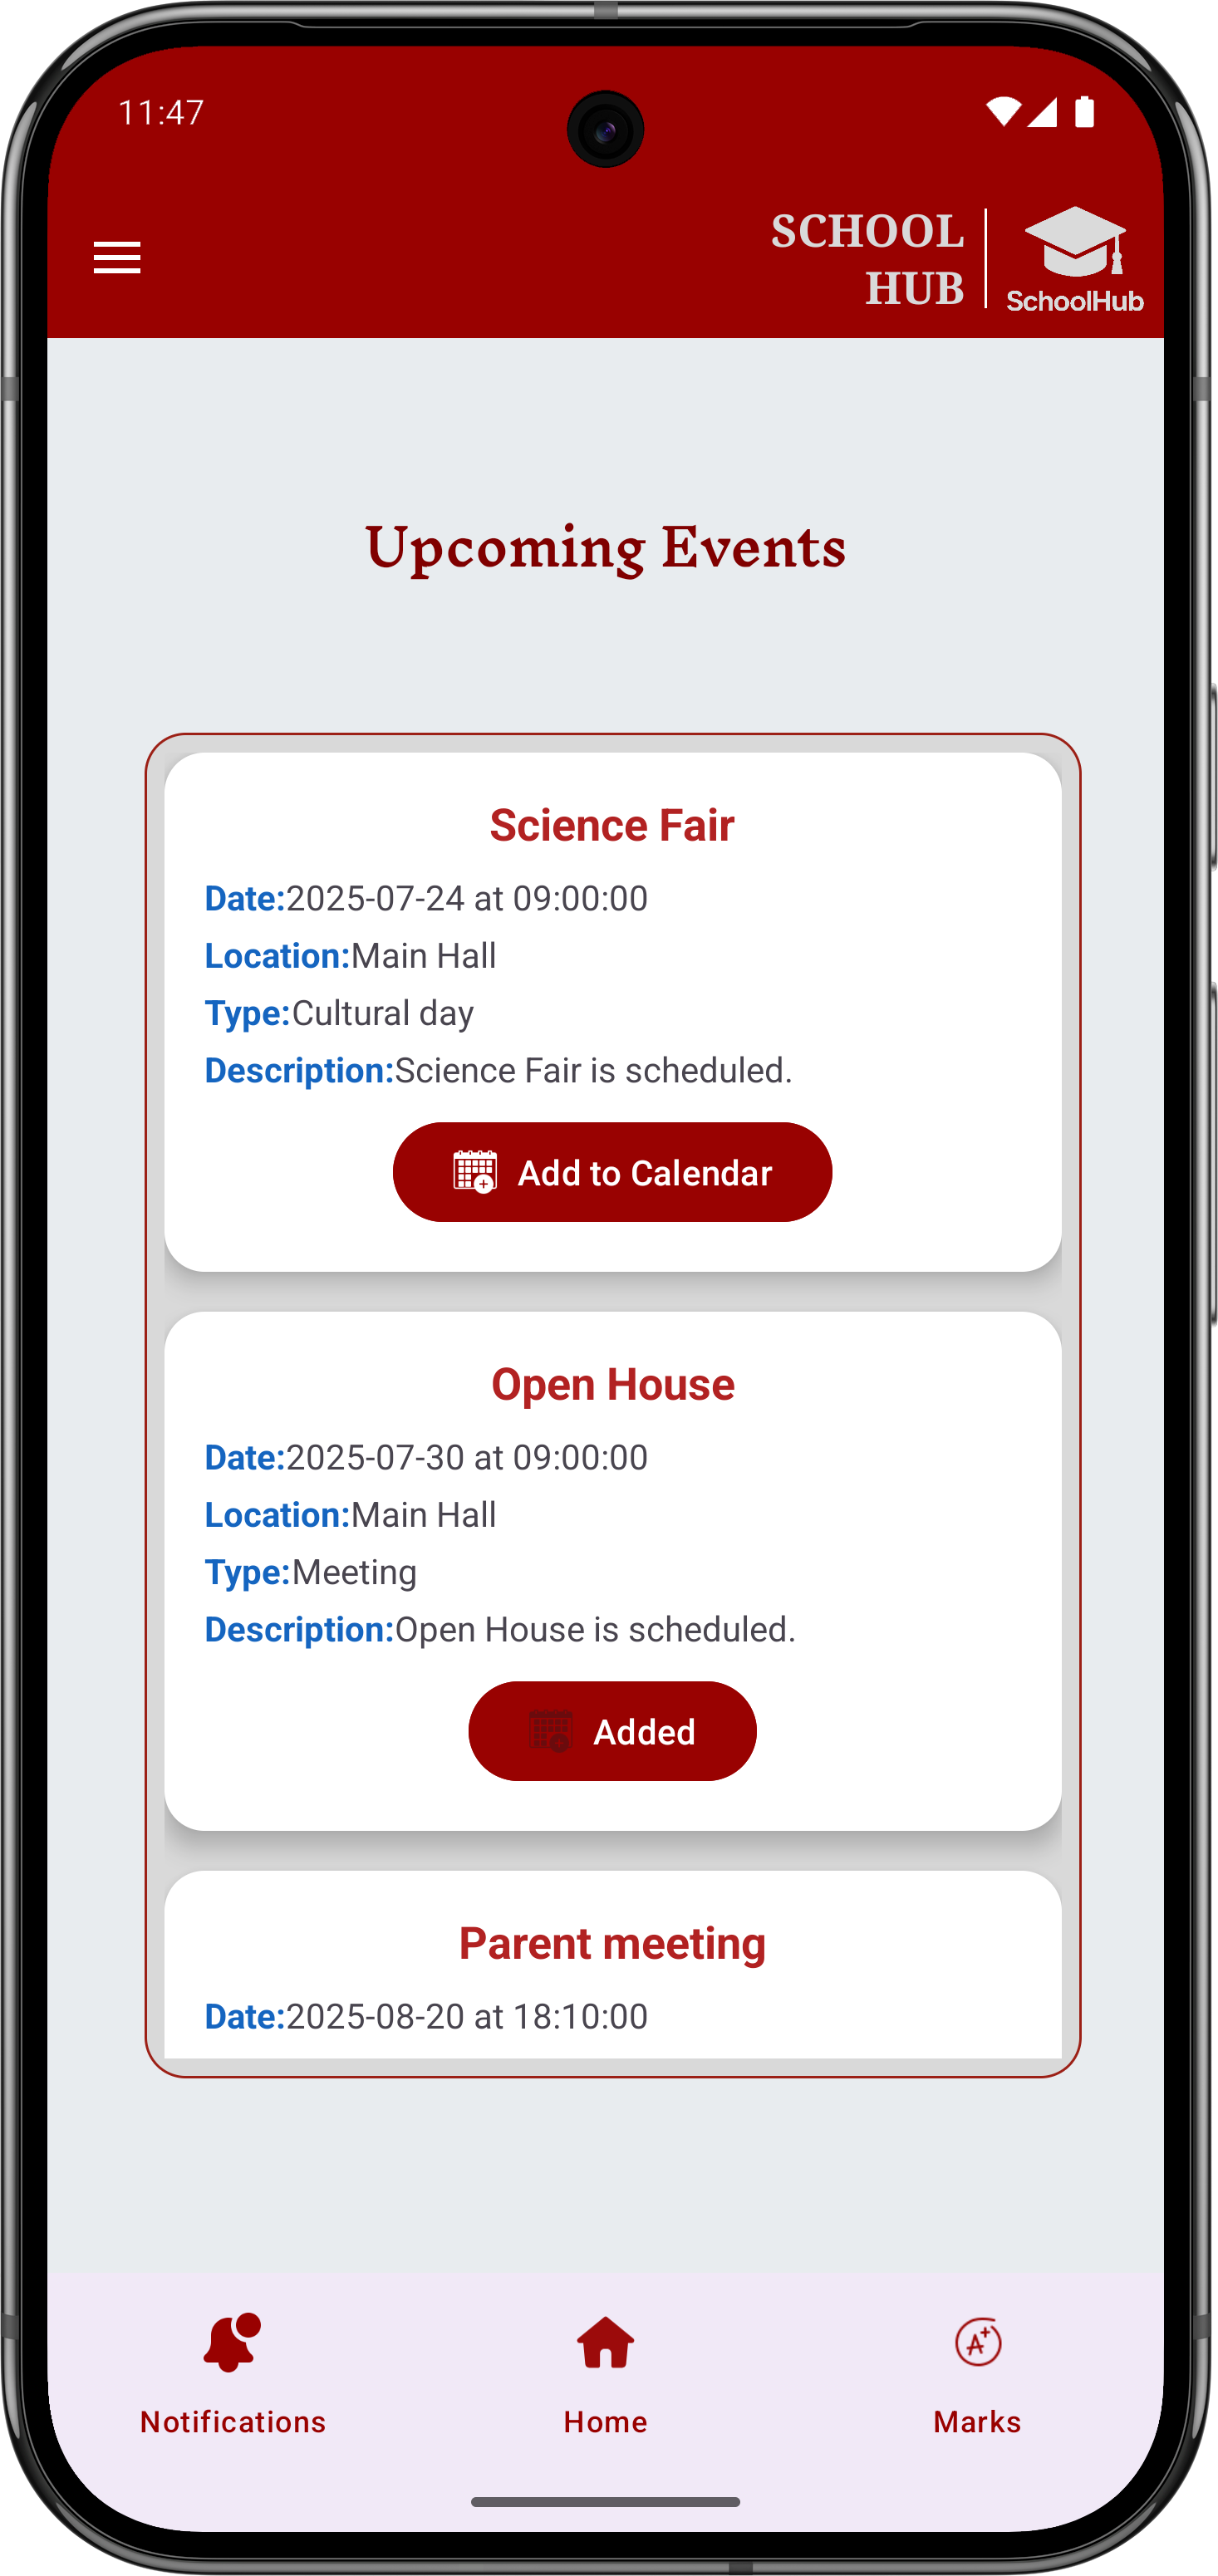 11:47
SCHOOL
HUB
SchoolHub
Upcoming Events
Science Fair
Date:2025-07-24 at 09:00:00
Location:Main Hall
Type:Cultural day
Description:Science Fair is scheduled.
Add to Calendar
Open House
Date:2025-07-30 at 09:00:00
Location:Main Hall
Type:Meeting
Description:Open House is scheduled.
Added
Parent meeting
Date:2025-08-20 at 18:10:00
A+
Notifications
Home
Marks